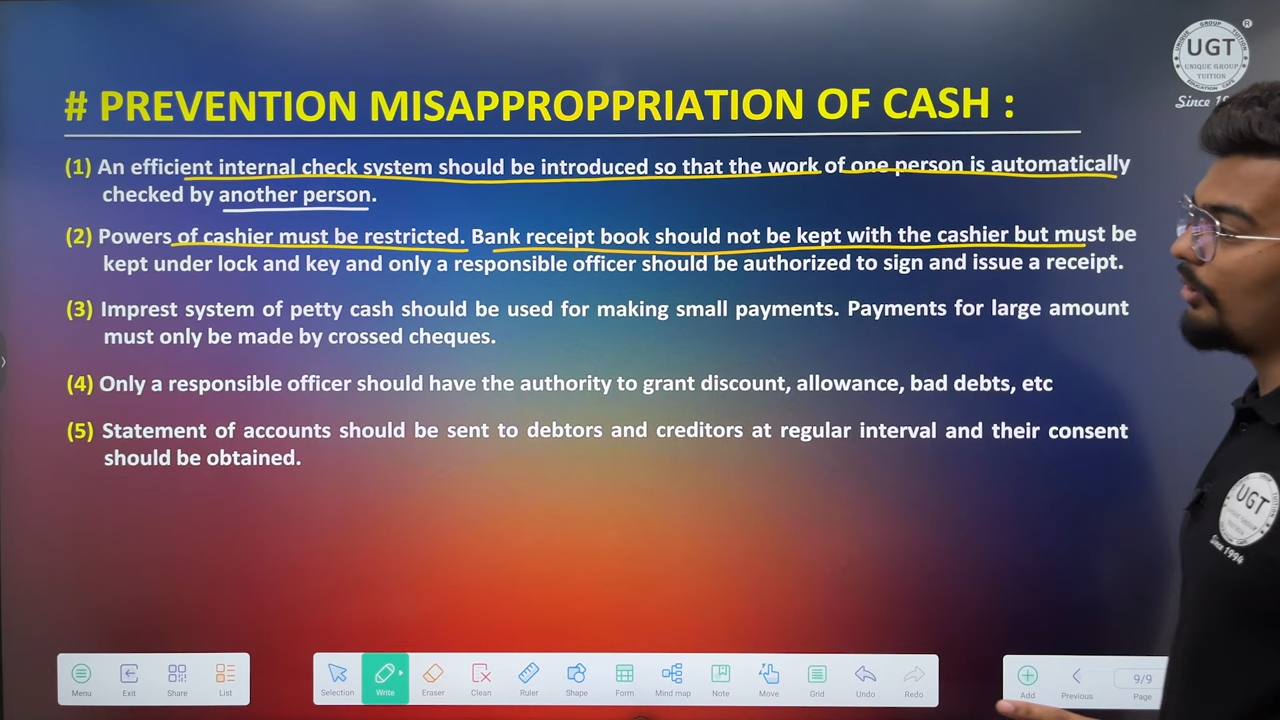 UGT
UNIQUE GROUP
TUITION
®
Since
# PREVENTION MISAPPROPPRIATION OF CASH :
(1) An efficient internal check system should be introduced so that the work of one person is automatically
checked by another person.
(2) Powers of cashier must be restricted. Bank receipt book should not be kept with the cashier but must be
kept under lock and key and only a responsible officer should be authorized to sign and issue a receipt.
(3) Imprest system of petty cash should be used for making small payments. Payments for large amount
must only be made by crossed cheques.
(4) Only a responsible officer should have the authority to grant discount, allowance, bad debts, etc
(5) Statement of accounts should be sent to debtors and creditors at regular interval and their consent
should be obtained.
UGT
Since 1994
Menu Exit Share List Selection Write Eraser Clean Ruler Shape Form Mind map Note Move Grid Undo Redo Add Previous 9/9 Page